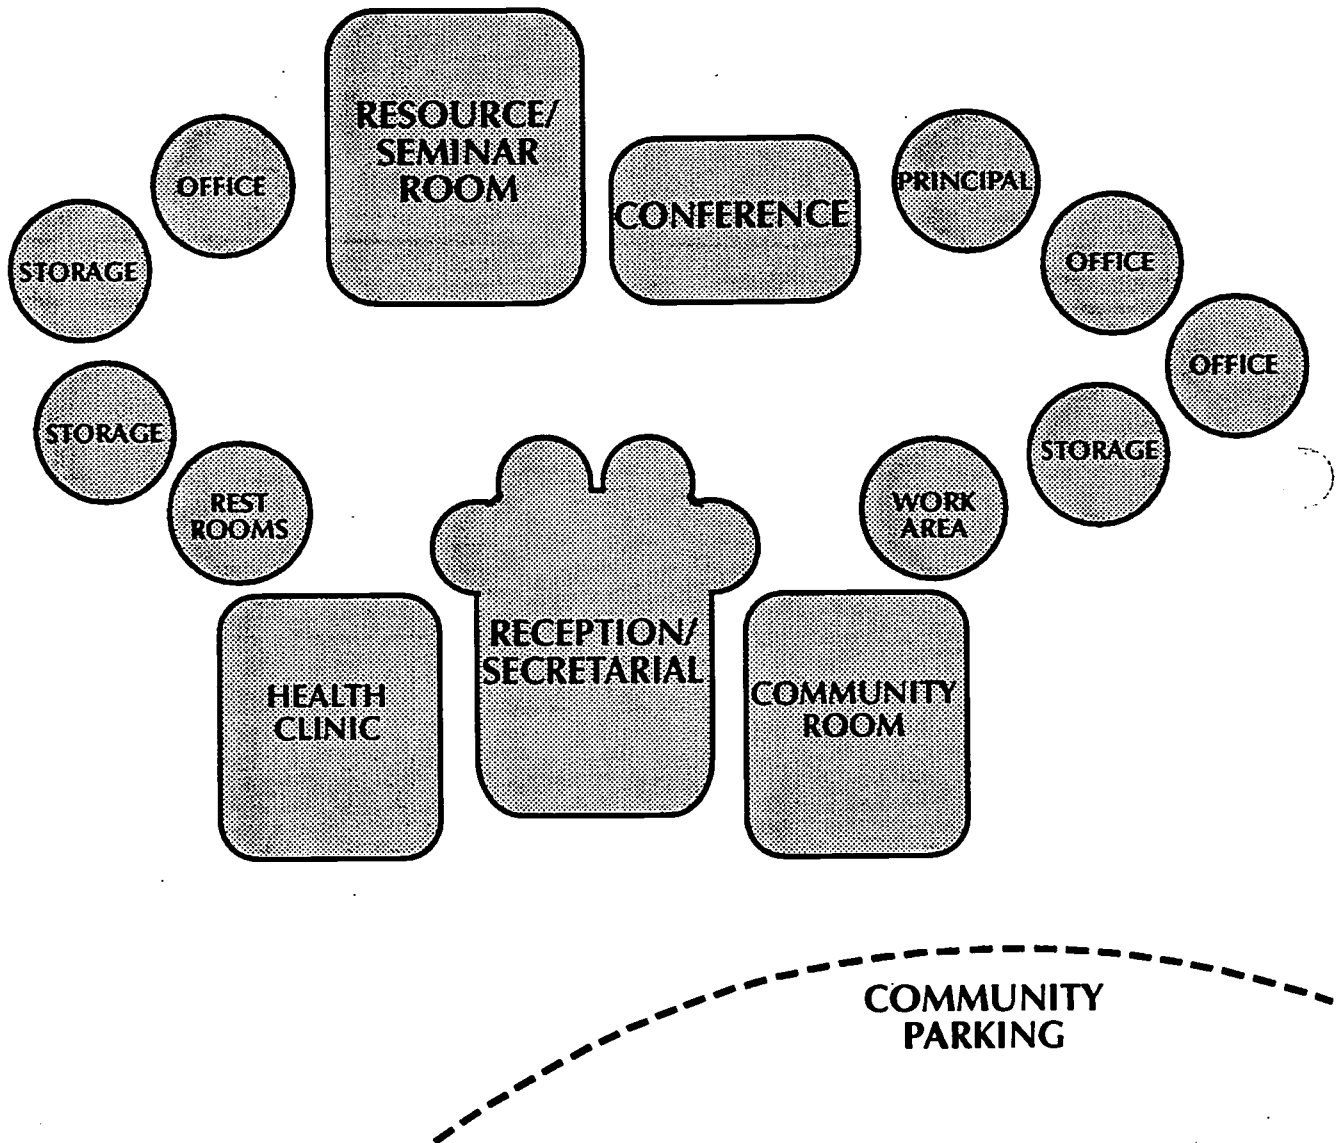 RESOURCE/
SEMINAR
ROOM
OFFICE
PRINCIPAL
CONFERENCE
STORAGE
OFFICE
OFFICE
STORAGE
STORAGE
REST
ROOMS
WORK
AREA
RECEPTION/
SECRETARIAL
HEALTH
CLINIC
COMMUNITY
ROOM
COMMUNITY
PARKING